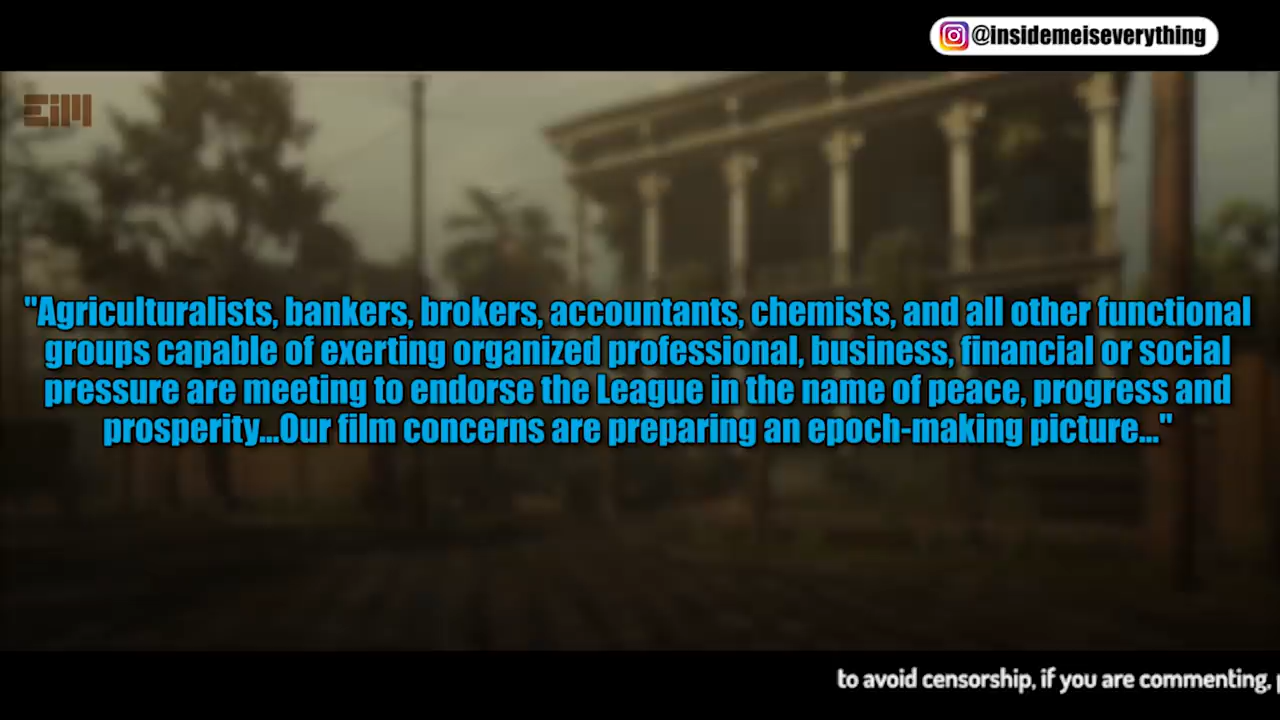 @insidemeiseverything
EiM
"Agriculturalists, bankers, brokers, accountants, chemists, and all other functional
groups capable of exerting organized professional, business, financial or social
pressure are meeting to endorse the League in the name of peace, progress and
prosperity...Our film concerns are preparing an epoch-making picture..."
to avoid censorship, if you are commenting,